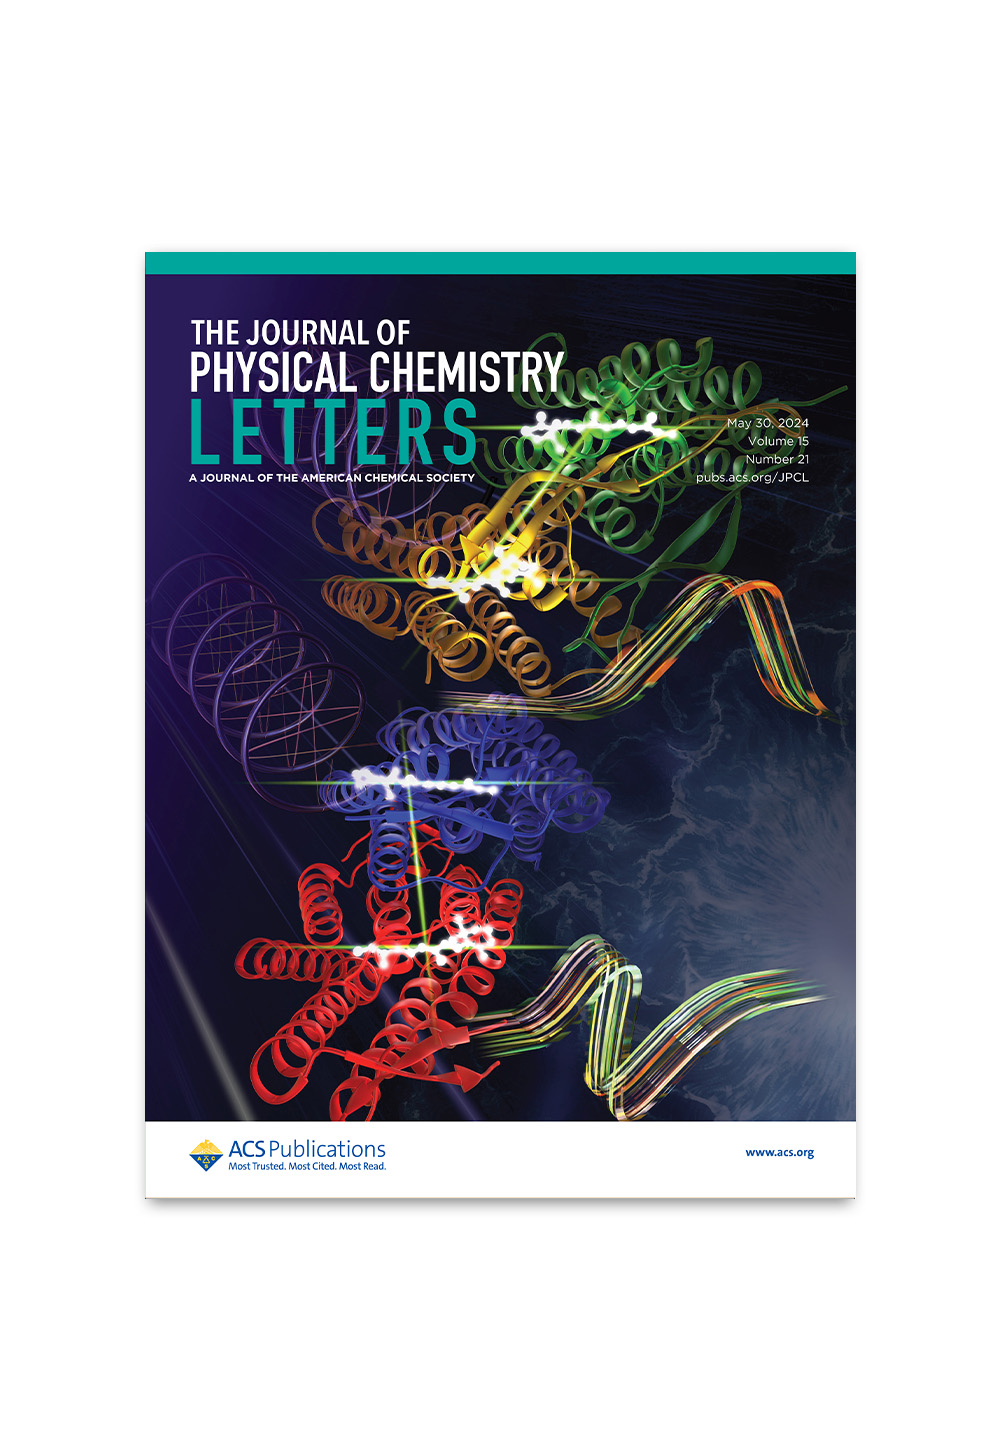 THE JOURNAL OF
PHYSICAL CHEMISTRY
LETTERS
A JOURNAL OF THE AMERICAN CHEMICAL SOCIETY
May 30, 2024
Volume 15
Number 21
pubs.acs.org/JPCL
A C S
ACS Publications
Most Trusted. Most Cited. Most Read.
www.acs.org